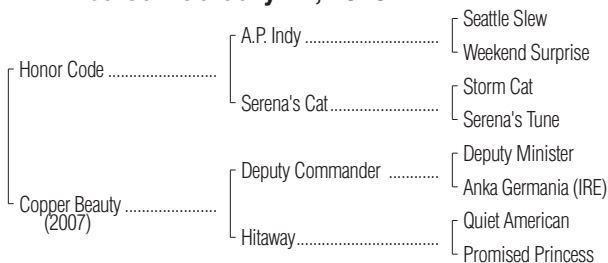 Honor Code
A.P. Indy
Seattle Slew
Weekend Surprise
Serena's Cat
Storm Cat
Serena's Tune
Copper Beauty
(2007)
Deputy Commander
Deputy Minister
Anka Germania (IRE)
Hitaway
Quiet American
Promised Princess